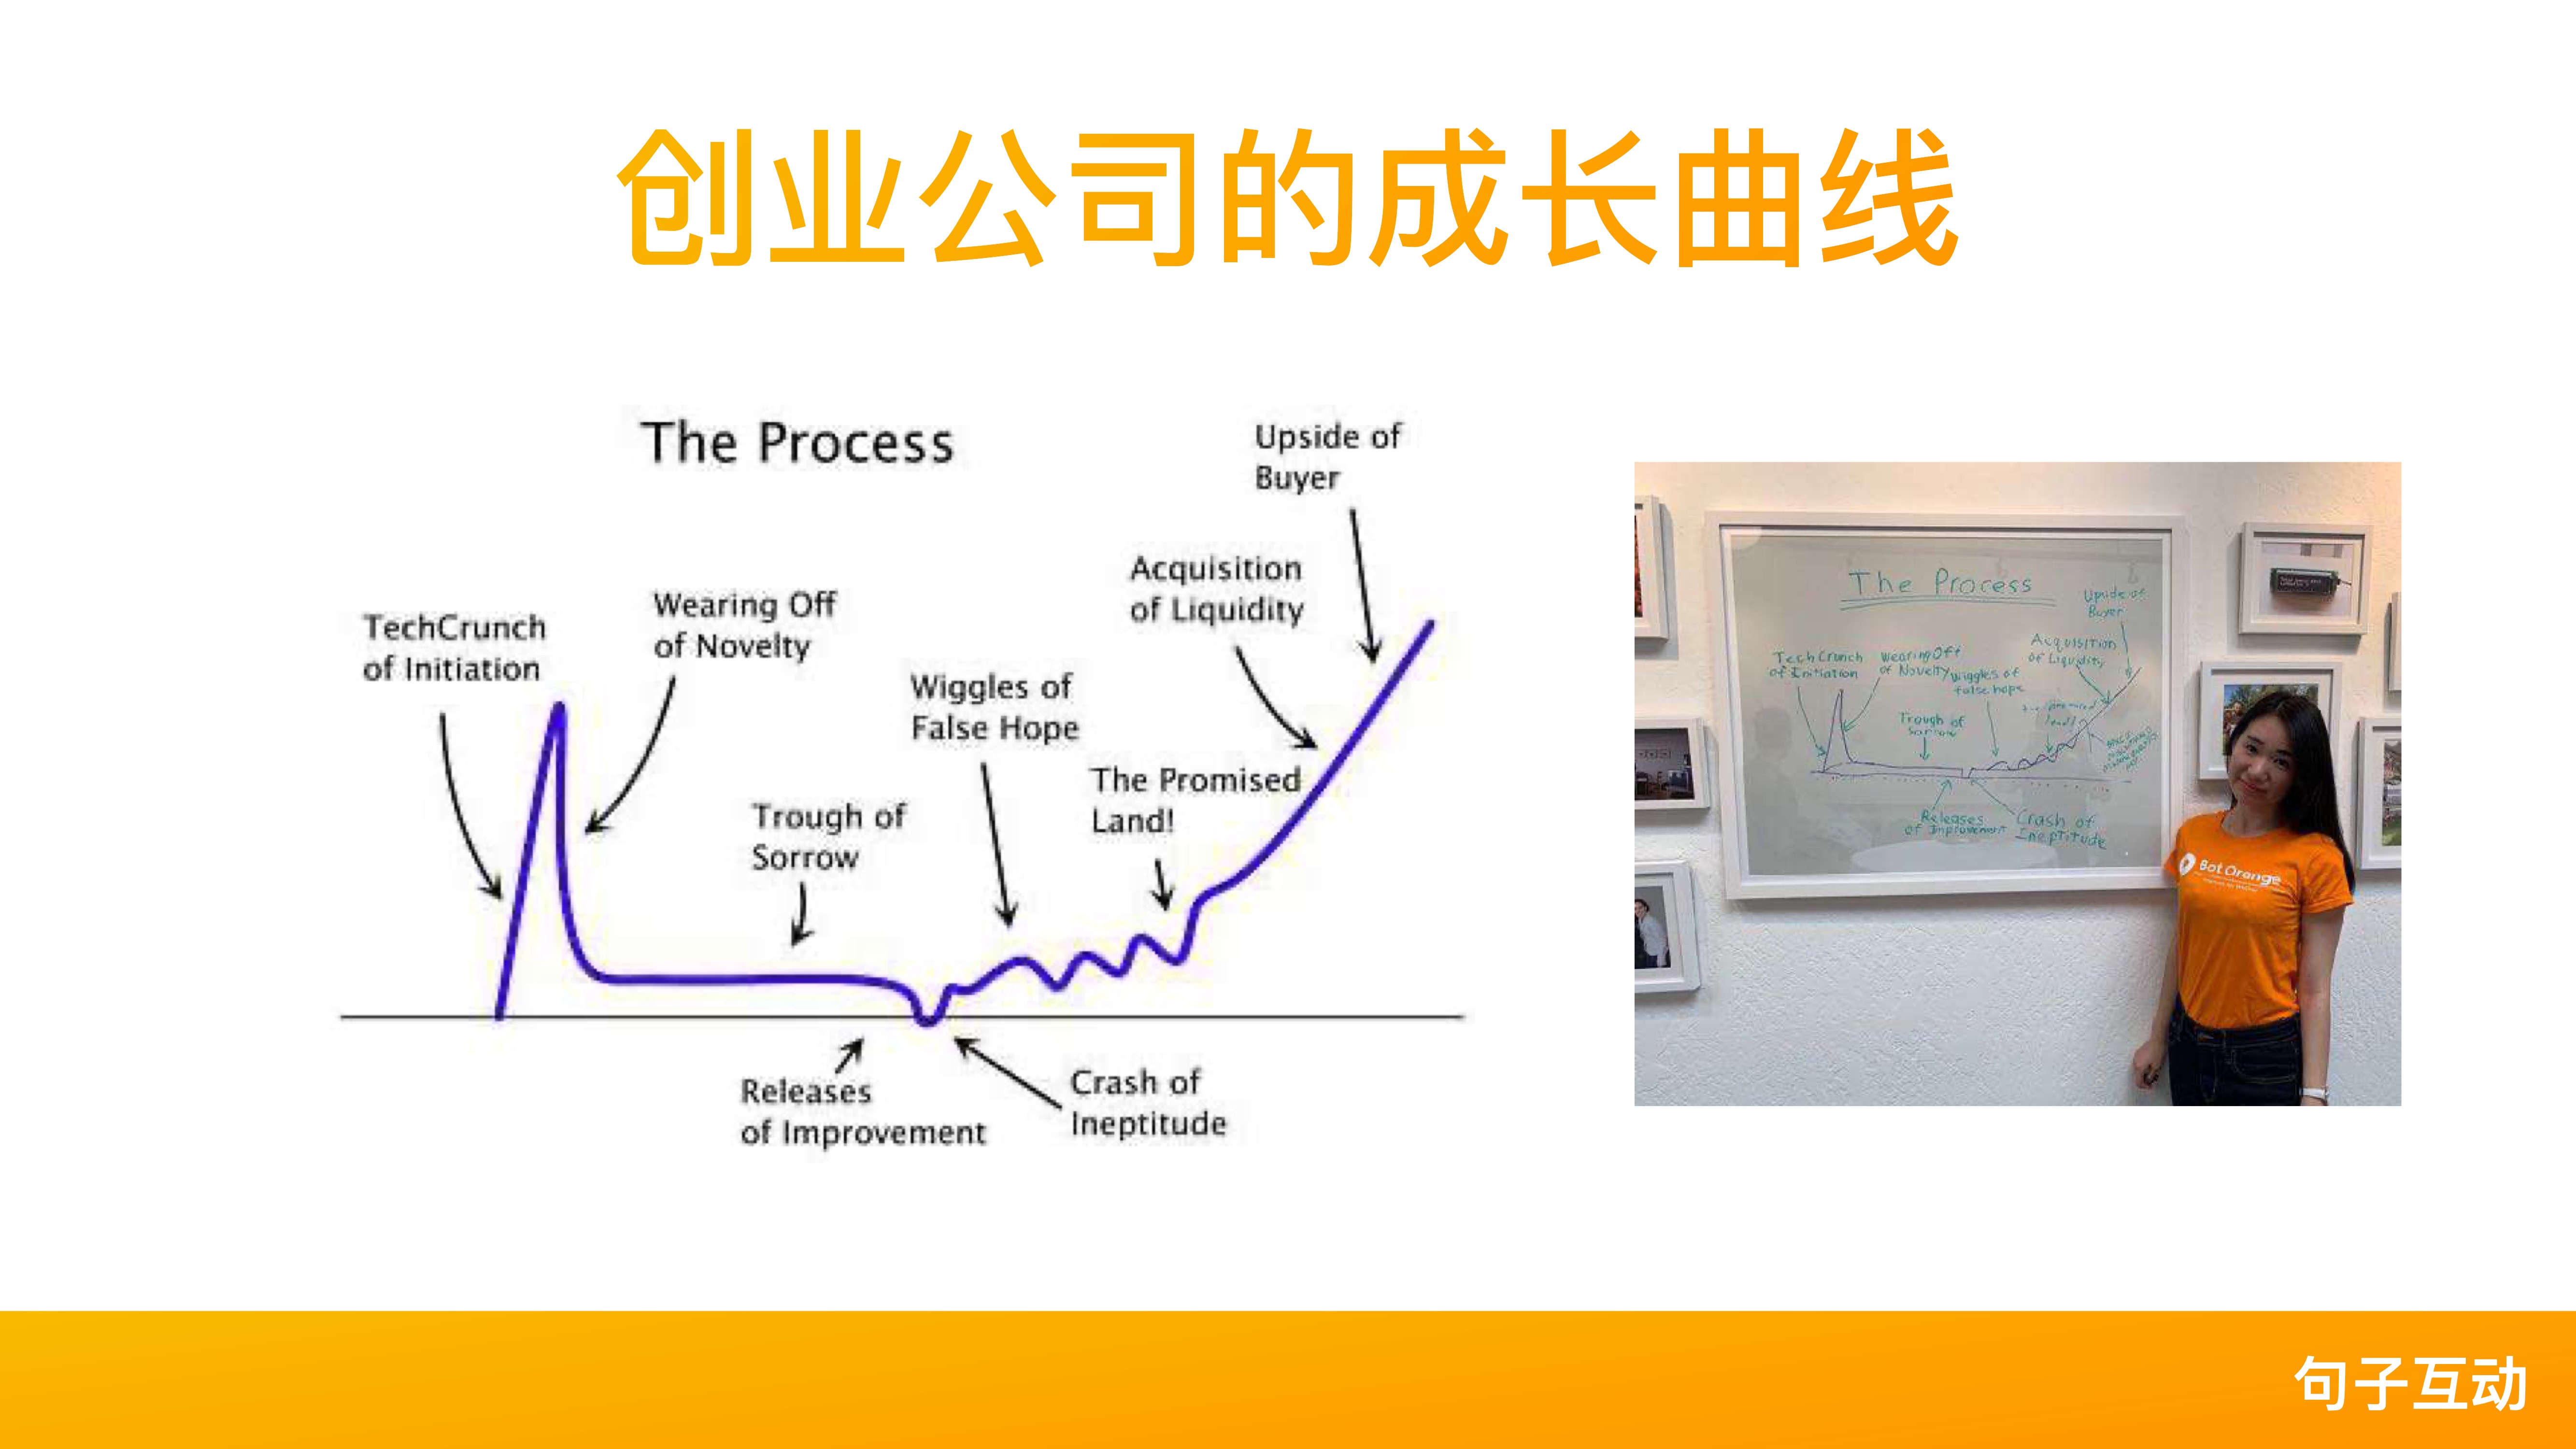 创业公司的成长曲线
The Process
Upside of
Buyer
Acquisition
of Liquidity
Wearing Off
of Novelty
TechCrunch
of Initiation
Wiggles of
False Hope
The Promised
Land!
Trough of
Sorrow
Releases
of Improvement
Crash of
Ineptitude
The Process
Upside of
Buyer
Acquisition
of Liquidity
TechCrunch
of Initiation
Wearing Off
of Novelty
Wiggles of
false hope
Trough of
Sorrow
Releases
of Improvement
Crash of
Ineptitude
Bot Orange
句子互动